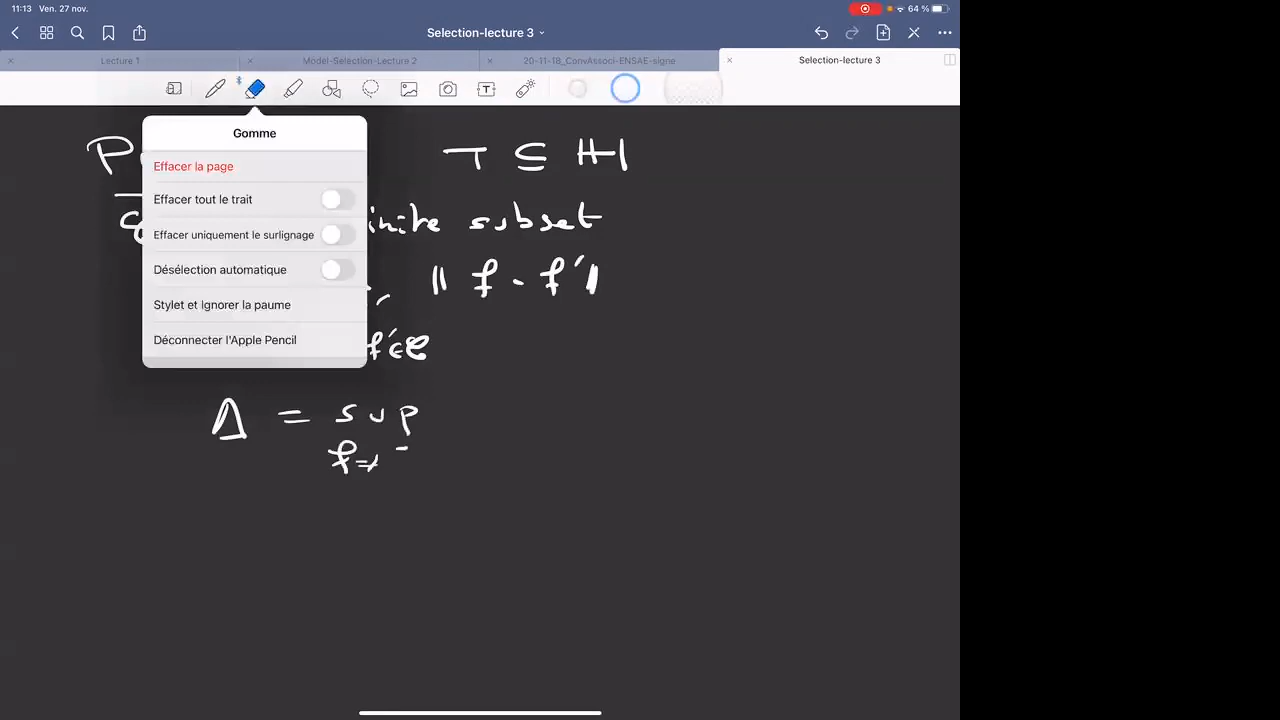 11:13 Ven. 27 nov. 64 %
Selection-lecture 3
Lecture 1 Model-Selection-Lecture 2 20-11-18_ConvAssoci-ENSAE-signe Selection-lecture 3
Gomme
Effacer la page
Effacer tout le trait
Effacer uniquement le surlignage
Désélection automatique
Stylet et Ignorer la paume
Déconnecter l'Apple Pencil
P T ⊆ H
inite subset
, ‖ f - f′‖
f′∈ C
Δ = sup
f≠